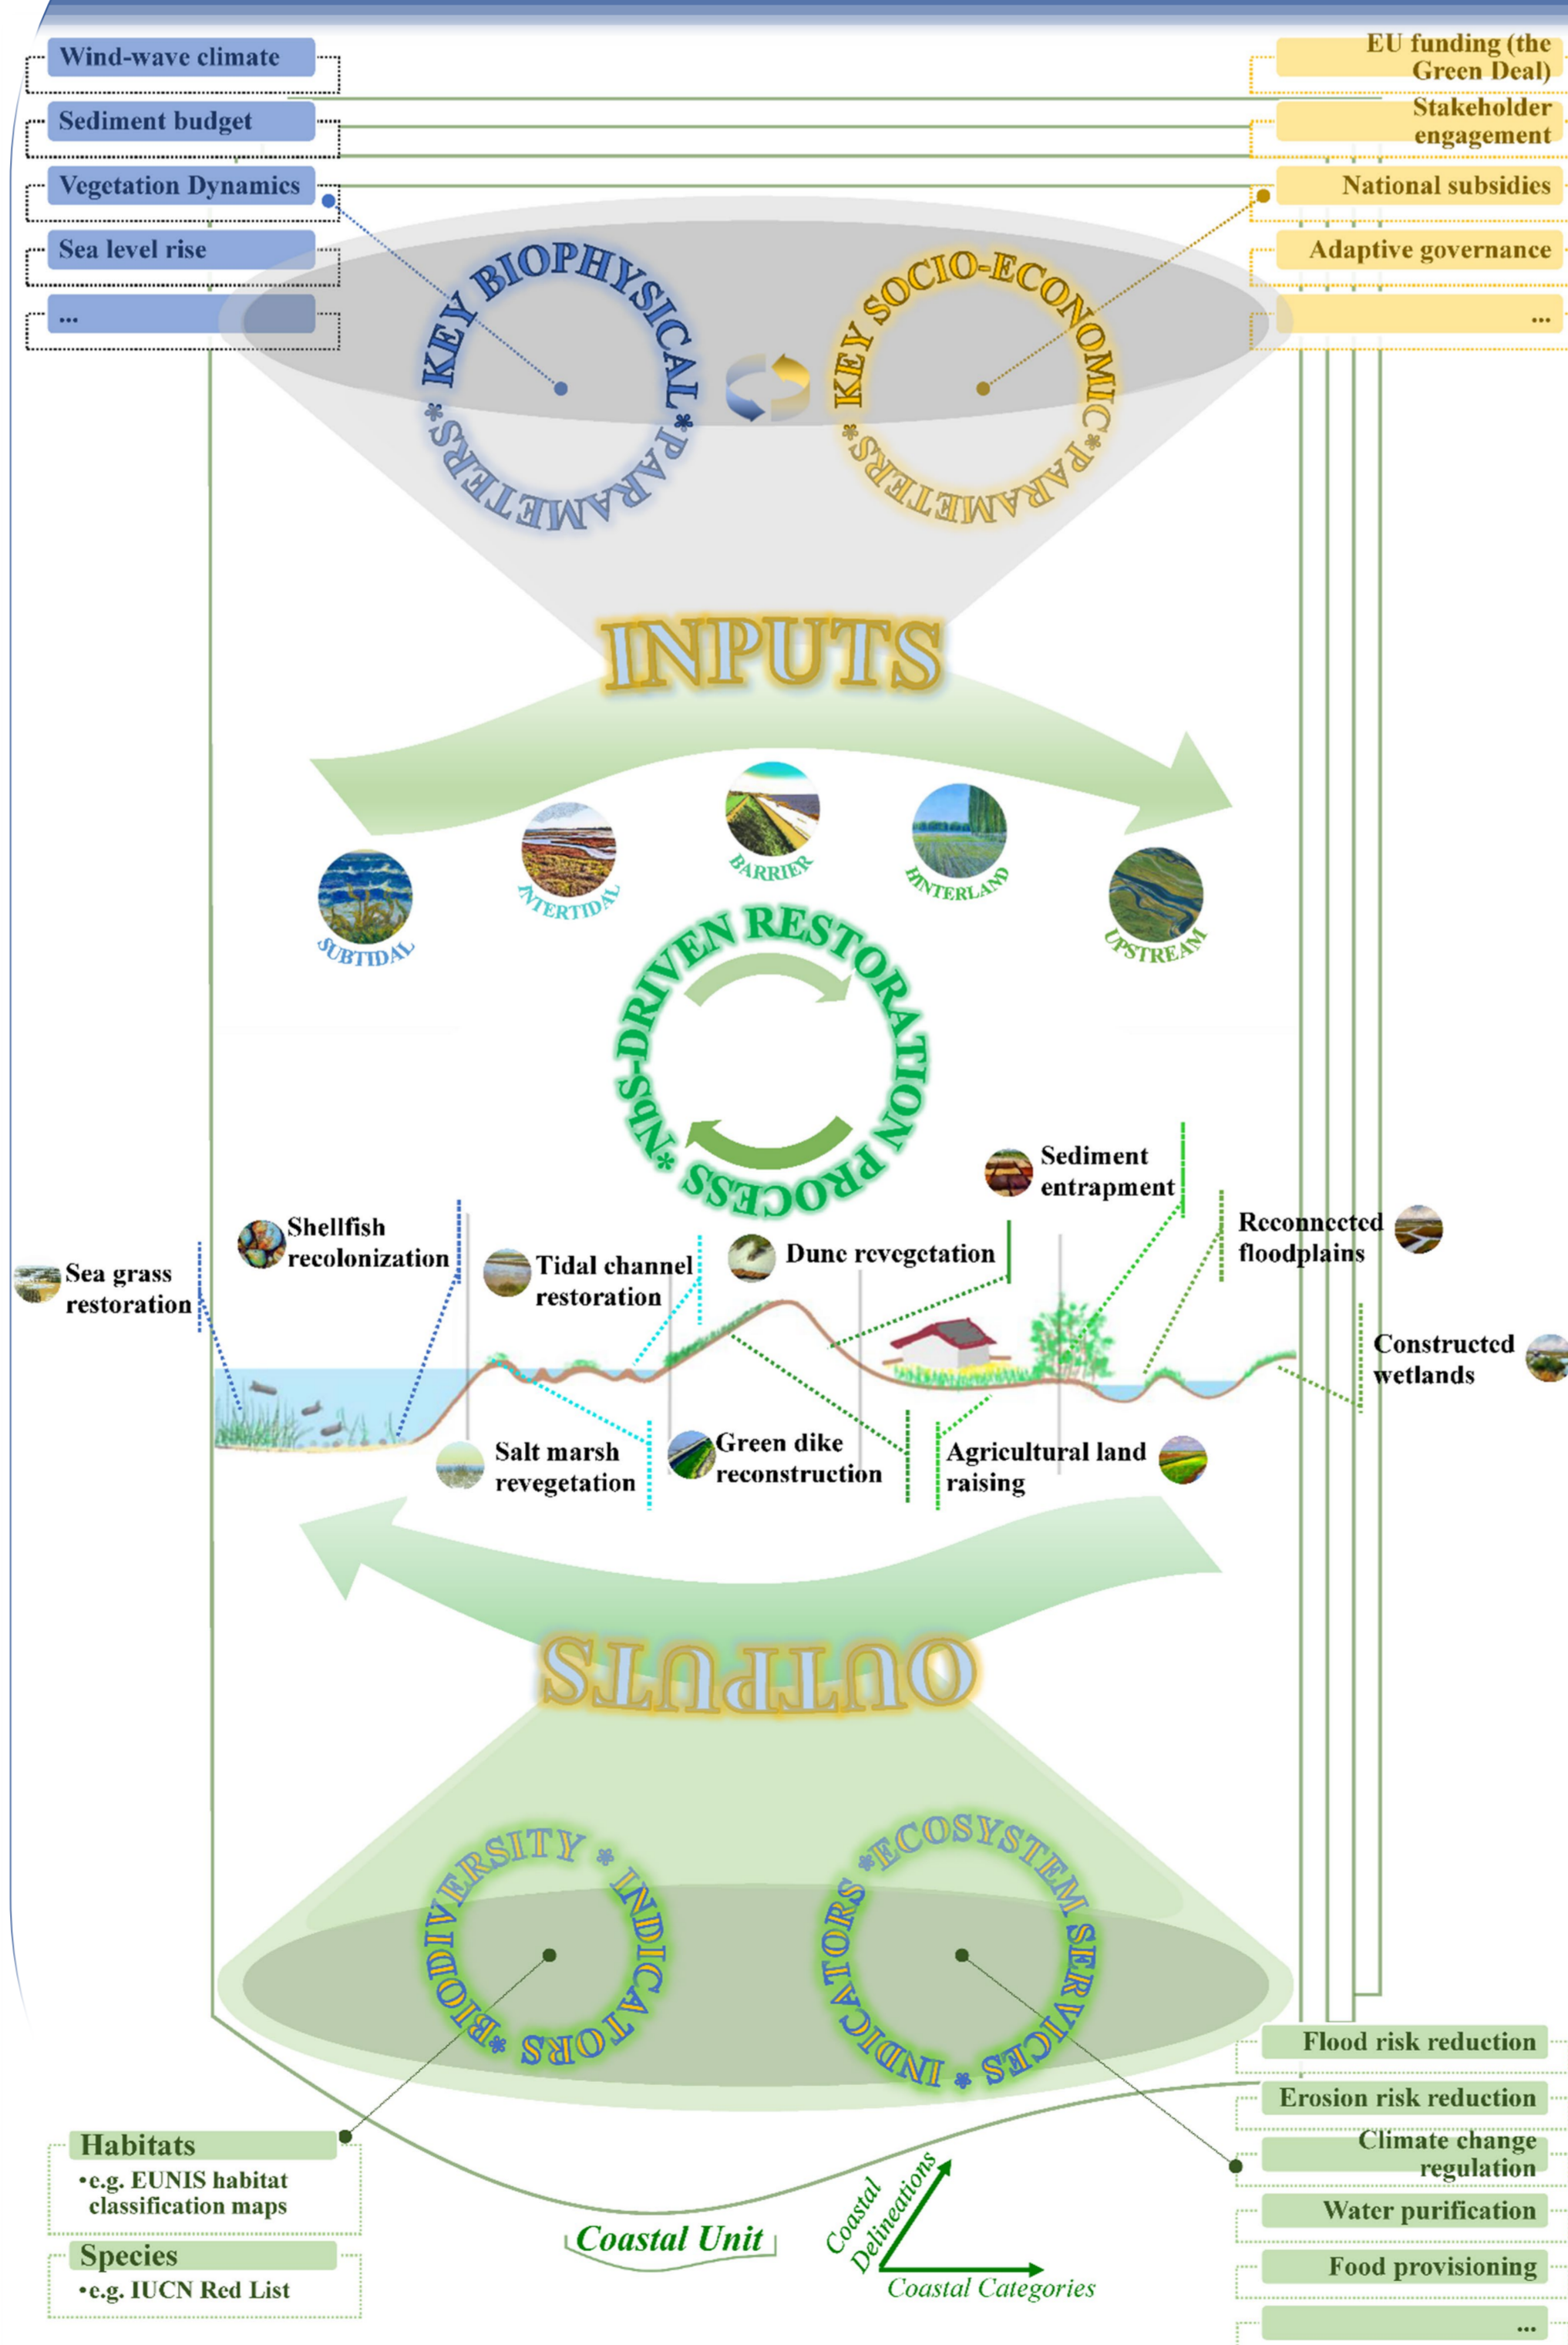 Wind-wave climate
Sediment budget
Vegetation Dynamics
Sea level rise
...
EU funding (the
Green Deal)
Stakeholder
engagement
National subsidies
Adaptive governance
...
KEY BIOPHYSICAL * PARAMETERS *
KEY SOCIO-ECONOMIC * PARAMETERS *
INPUTS
SUBTIDAL
INTERTIDAL
BARRIER
HINTERLAND
UPSTREAM
*NbS-DRIVEN RESTORATION PROCESS
Sea grass
restoration
Shellfish
recolonization
Tidal channel
restoration
Dune revegetation
Sediment
entrapment
Reconnected
floodplains
Constructed
wetlands
Salt marsh
revegetation
Green dike
reconstruction
Agricultural land
raising
OUTPUTS
*BIODIVERSITY * INDICATORS
*ECOSYSTEM SERVICES * INDICATORS
Habitats
•e.g. EUNIS habitat
classification maps
Species
•e.g. IUCN Red List
Coastal Unit
Coastal
Delineations
Coastal Categories
Flood risk reduction
Erosion risk reduction
Climate change
regulation
Water purification
Food provisioning
...